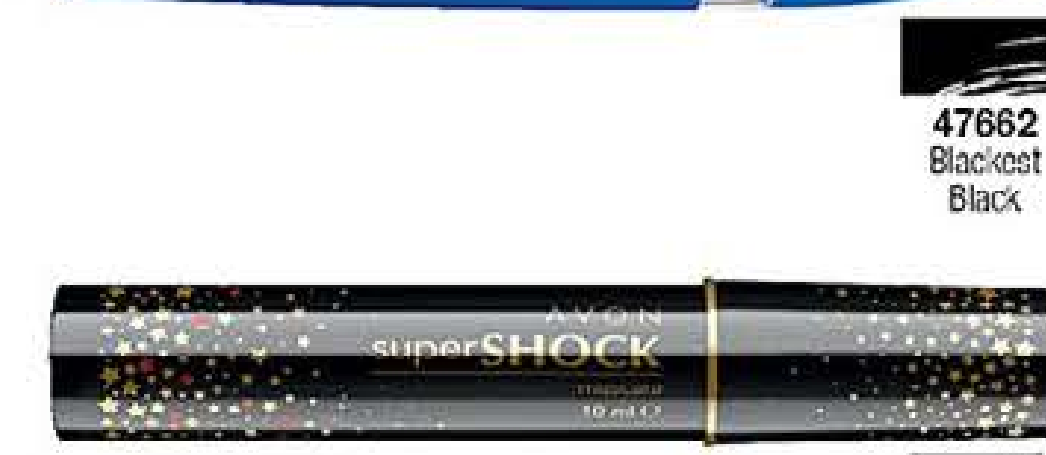 47662
Blackest
Black
AVON
superSHOCK
mascara
10 ml ℮